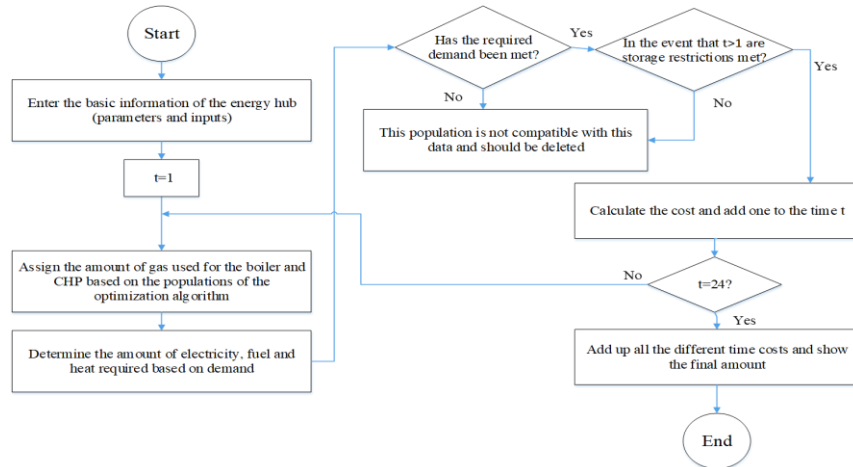 Start
Enter the basic information of the energy hub
(parameters and inputs)
t=1
Assign the amount of gas used for the boiler and
CHP based on the populations of the
optimization algorithm
Determine the amount of electricity, fuel and
heat required based on demand
Has the required
demand been met?
Yes
No
In the event that t>1 are
storage restrictions met?
Yes
No
This population is not compatible with this
data and should be deleted
Calculate the cost and add one to the time t
t=24?
No
Yes
Add up all the different time costs and show
the final amount
End